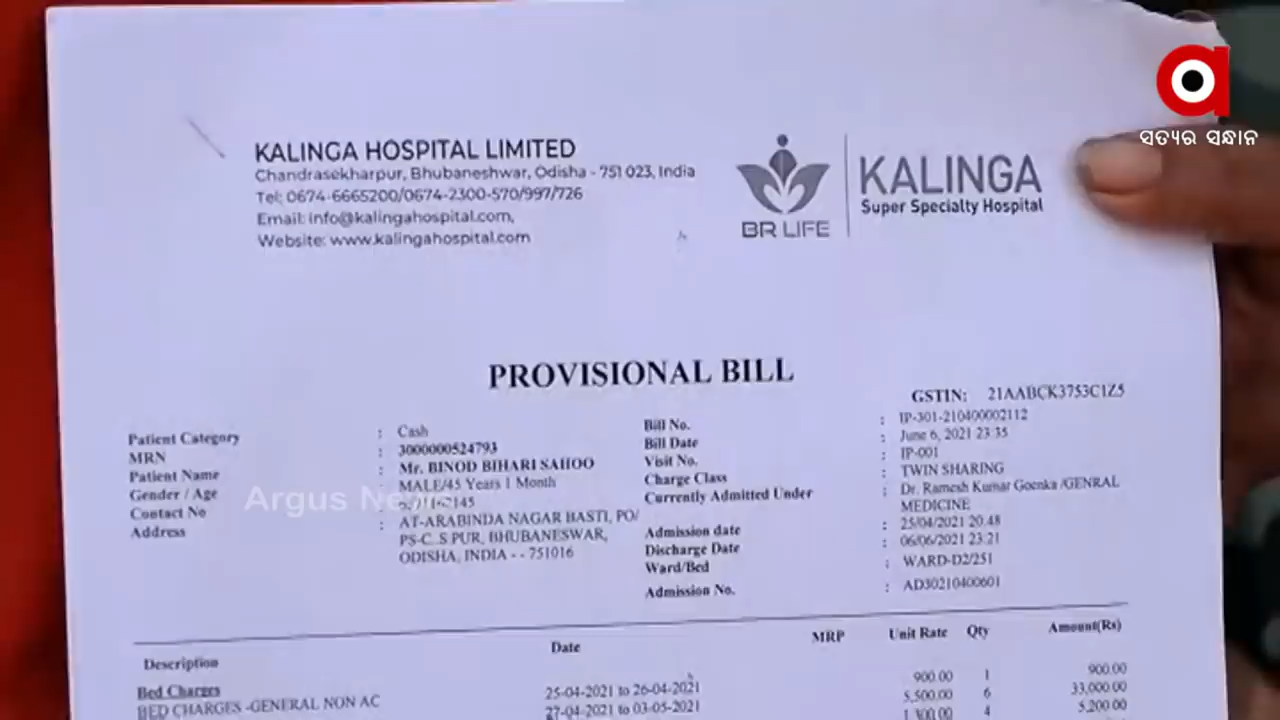 ସତ୍ୟର ସନ୍ଧାନ
KALINGA HOSPITAL LIMITED
Chandrasekharpur, Bhubaneshwar, Odisha - 751 023, India
Tel: 0674-6665200/0674-2300-570/997/726
Email: info@kalingahospital.com,
Website: www.kalingahospital.com
BR LIFE
KALINGA
Super Specialty Hospital
PROVISIONAL BILL
GSTIN: 21AABCK3753C1Z5
Patient Category : Cash
MRN : 3000000524793
Patient Name : Mr. BINOD BIHARI SAHOO
Gender / Age : MALE/45 Years 1 Month
Contact No
Address : AT-ARABINDA NAGAR BASTI, PO/
PS-C..S PUR, BHUBANESWAR,
ODISHA, INDIA - - 751016
Bill No. : IP-301-210400002112
Bill Date : June 6, 2021 23:35
Visit No. : IP-001
Charge Class : TWIN SHARING
Currently Admitted Under : Dr. Ramesh Kumar Goenka /GENRAL
MEDICINE
Admission date : 25/04/2021 20:48
Discharge Date : 06/06/2021 23:21
Ward/Bed : WARD-D2/251
Admission No. : AD30210400601
Argus News
Description Date MRP Unit Rate Qty Amount(Rs)
Bed Charges
BED CHARGES -GENERAL NON AC 25-04-2021 to 26-04-2021 900.00 1 900.00
27-04-2021 to 03-05-2021 5,500.00 6 33,000.00
1,300.00 4 5,200.00